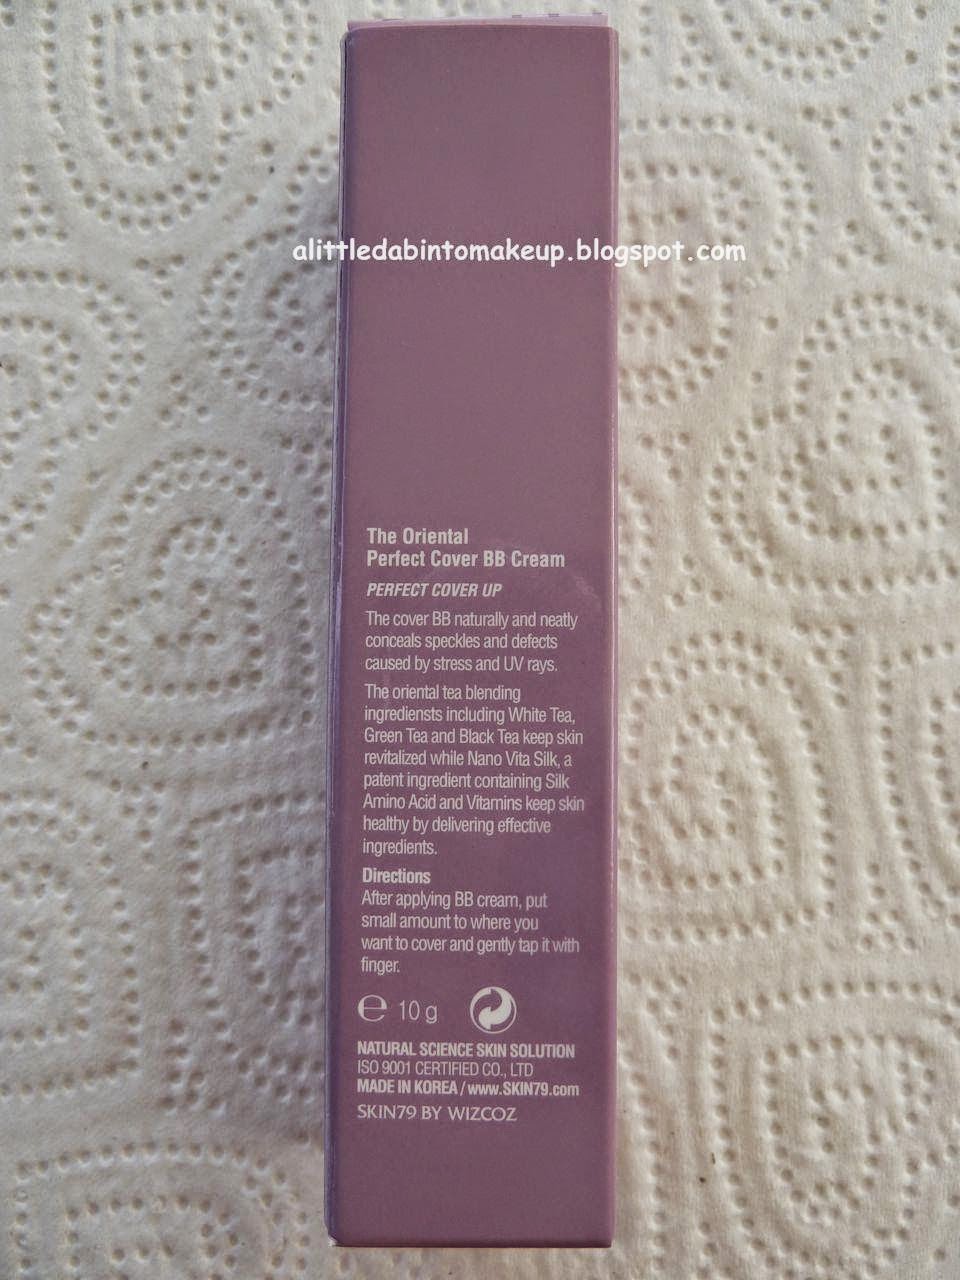 alittledabintomakeup.blogspot.com
The Oriental
Perfect Cover BB Cream
PERFECT COVER UP
The cover BB naturally and neatly
conceals speckles and defects
caused by stress and UV rays.
The oriental tea blending
ingrediensts including White Tea,
Green Tea and Black Tea keep skin
revitalized while Nano Vita Silk, a
patent ingredient containing Silk
Amino Acid and Vitamins keep skin
healthy by delivering effective
ingredients.
Directions
After applying BB cream, put
small amount to where you
want to cover and gently tap it with
finger.
℮ 10 g
NATURAL SCIENCE SKIN SOLUTION
ISO 9001 CERTIFIED CO., LTD
MADE IN KOREA / www.SKIN79.com
SKIN79 BY WIZCOZ